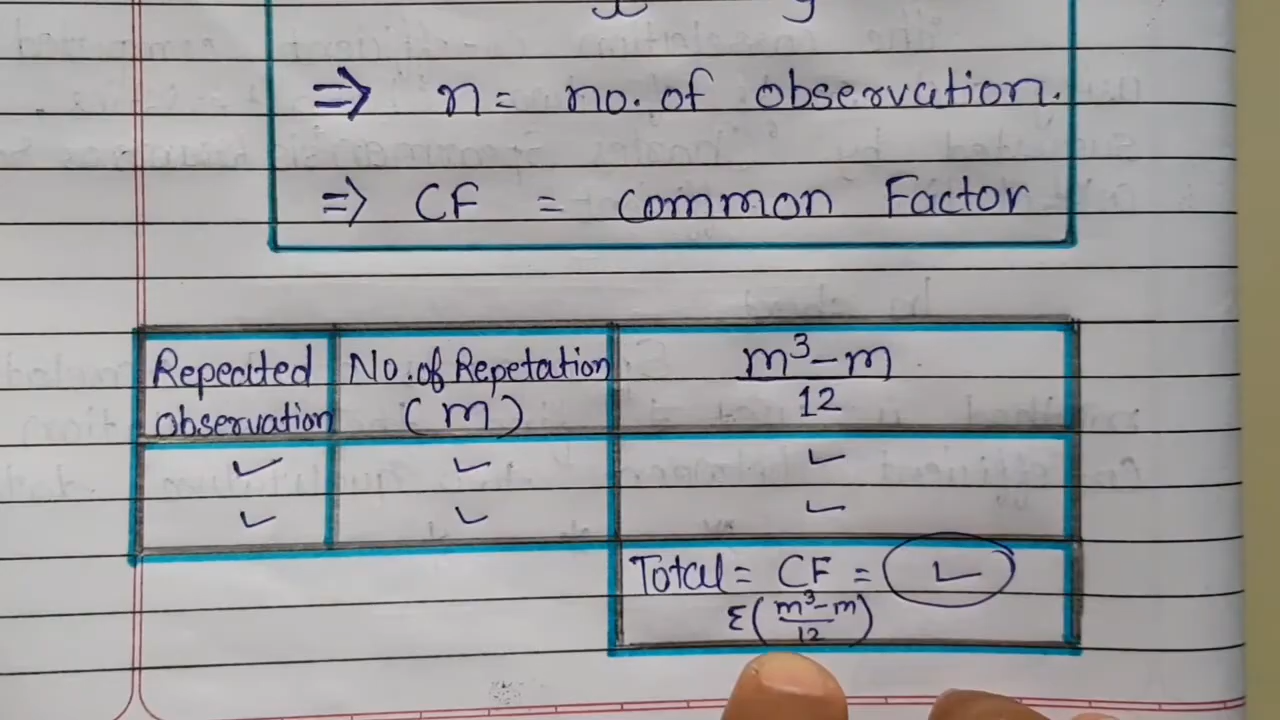 ⇒ n = no. of observation.
⇒ CF = Common Factor
Repeated Observation
No. of Repetation (m)
m³-m / 12
✓ ✓ ✓
✓ ✓ ✓
Total = CF = ✓
Σ(m³-m / 12)